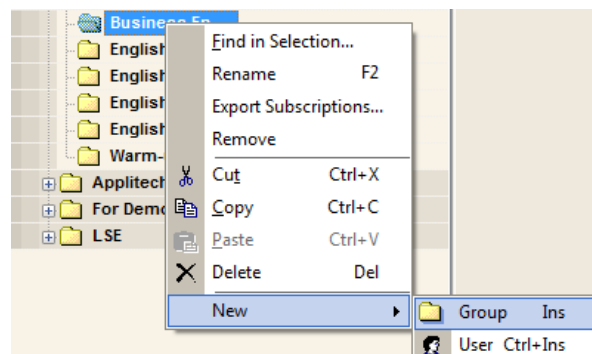 Business En
Find in Selection...
English
Rename F2
English
Export Subscriptions...
English
English
Remove
Warm-
Cut Ctrl+X
Applitech
Copy Ctrl+C
For Demo
Paste Ctrl+V
LSE
Delete Del
New
Group Ins
User Ctrl+Ins